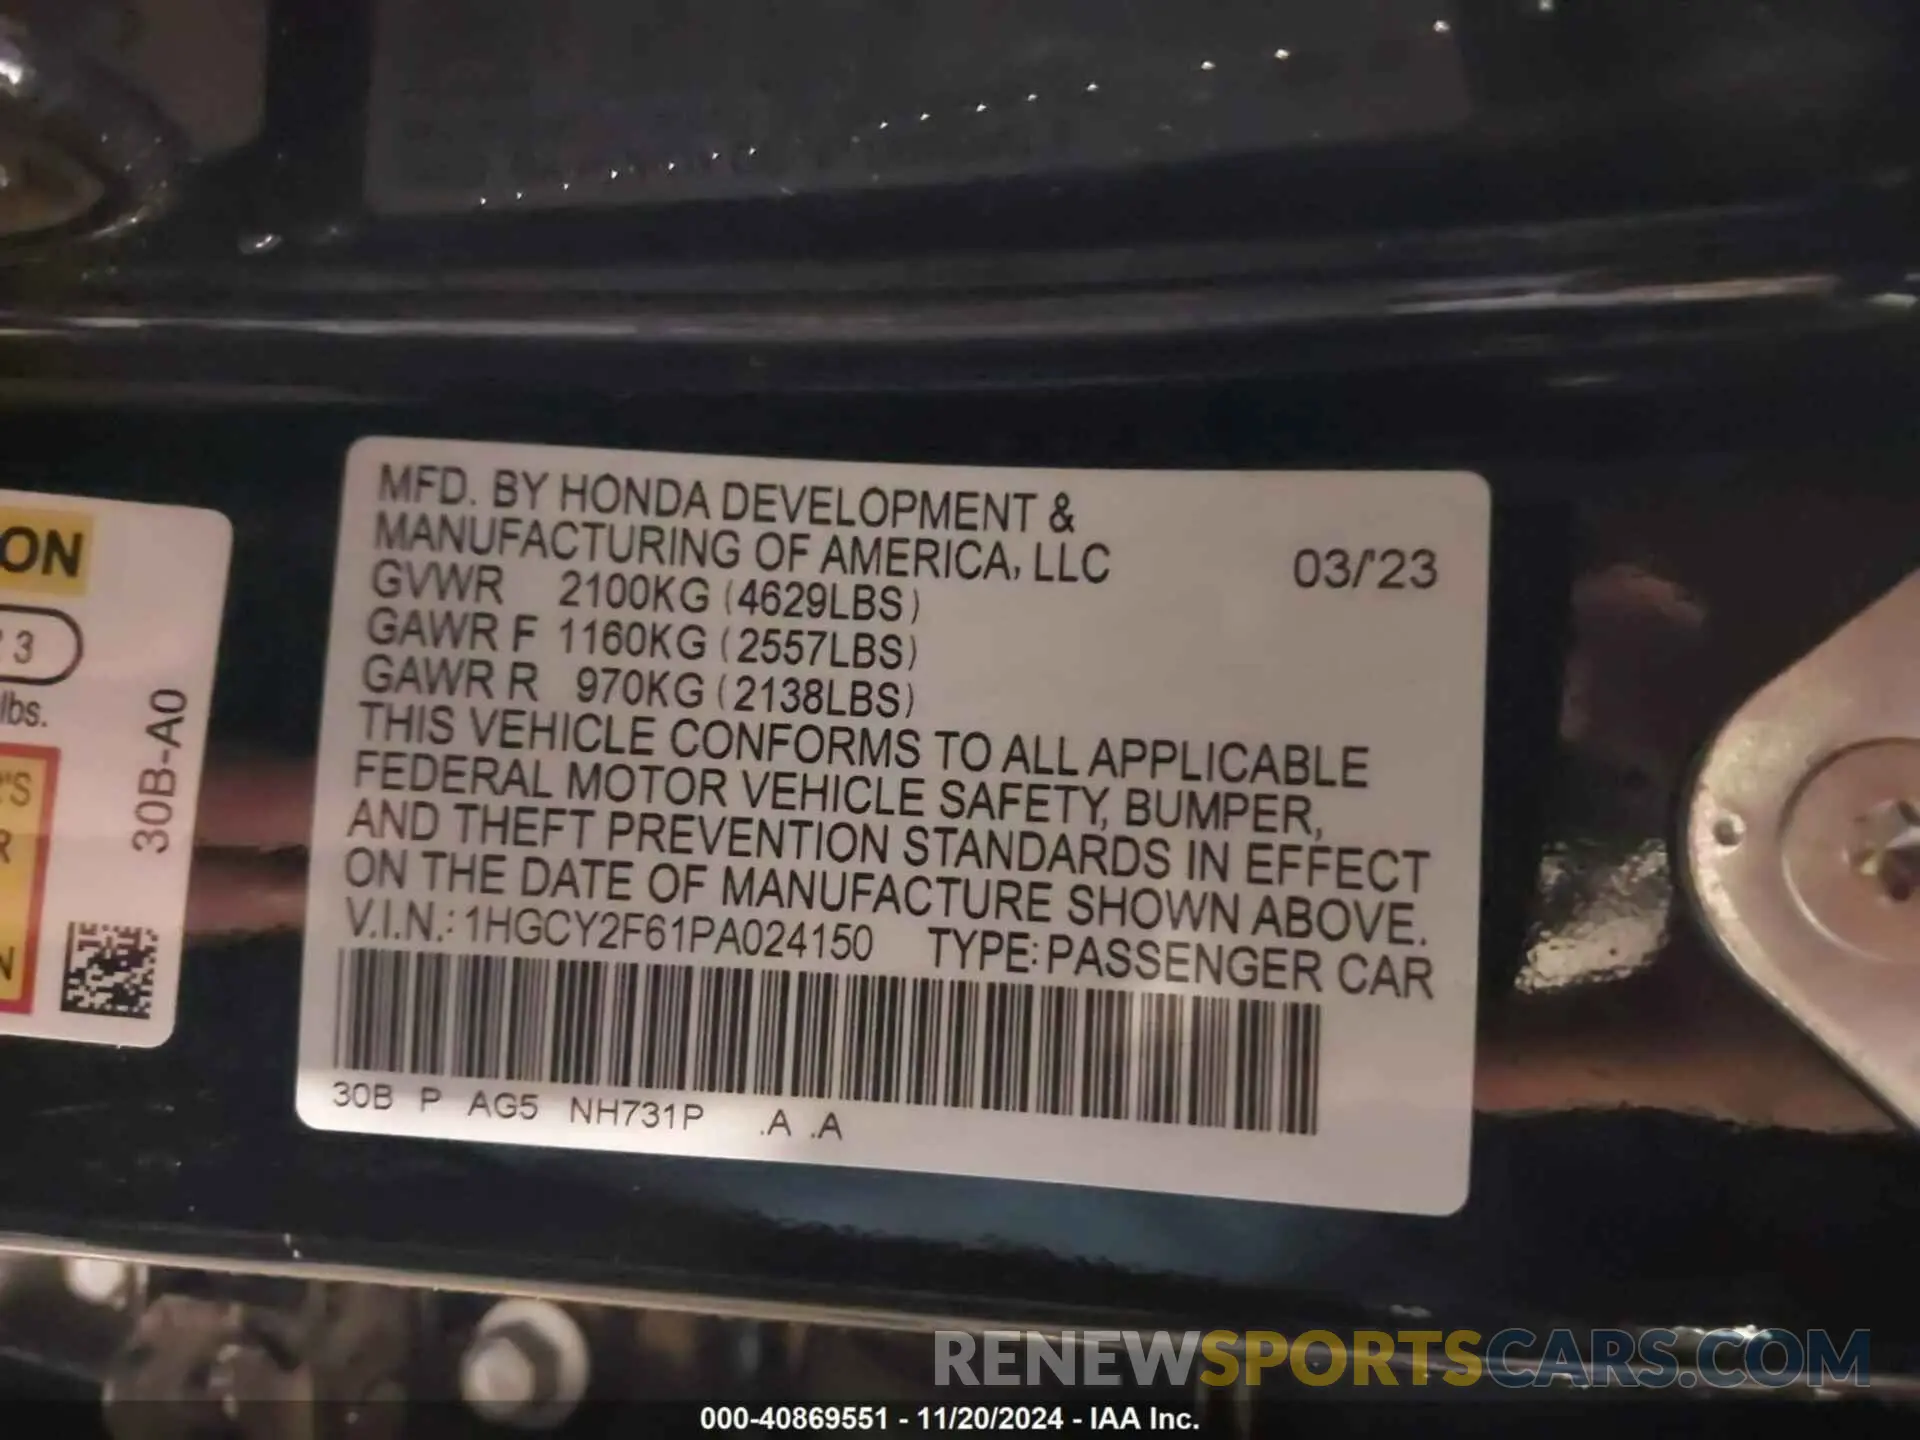 MFD. BY HONDA DEVELOPMENT &
MANUFACTURING OF AMERICA, LLC
03/'23
GVWR 2100KG (4629LBS)
GAWR F 1160KG (2557LBS)
GAWR R 970KG (2138LBS)
THIS VEHICLE CONFORMS TO ALL APPLICABLE
FEDERAL MOTOR VEHICLE SAFETY, BUMPER,
AND THEFT PREVENTION STANDARDS IN EFFECT
ON THE DATE OF MANUFACTURE SHOWN ABOVE.
V.I.N.: 1HGCY2F61PA024150 TYPE: PASSENGER CAR
30B P AG5 NH731P .A .A
ON
3
lbs.
'S
R
N
30B-A0
RENEWSPORTSCARS.COM
000-40869551 - 11/20/2024 - IAA Inc.